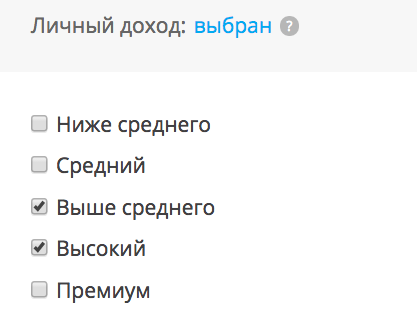 Личный доход: выбран ?
Ниже среднего
Средний
Выше среднего
Высокий
Премиум